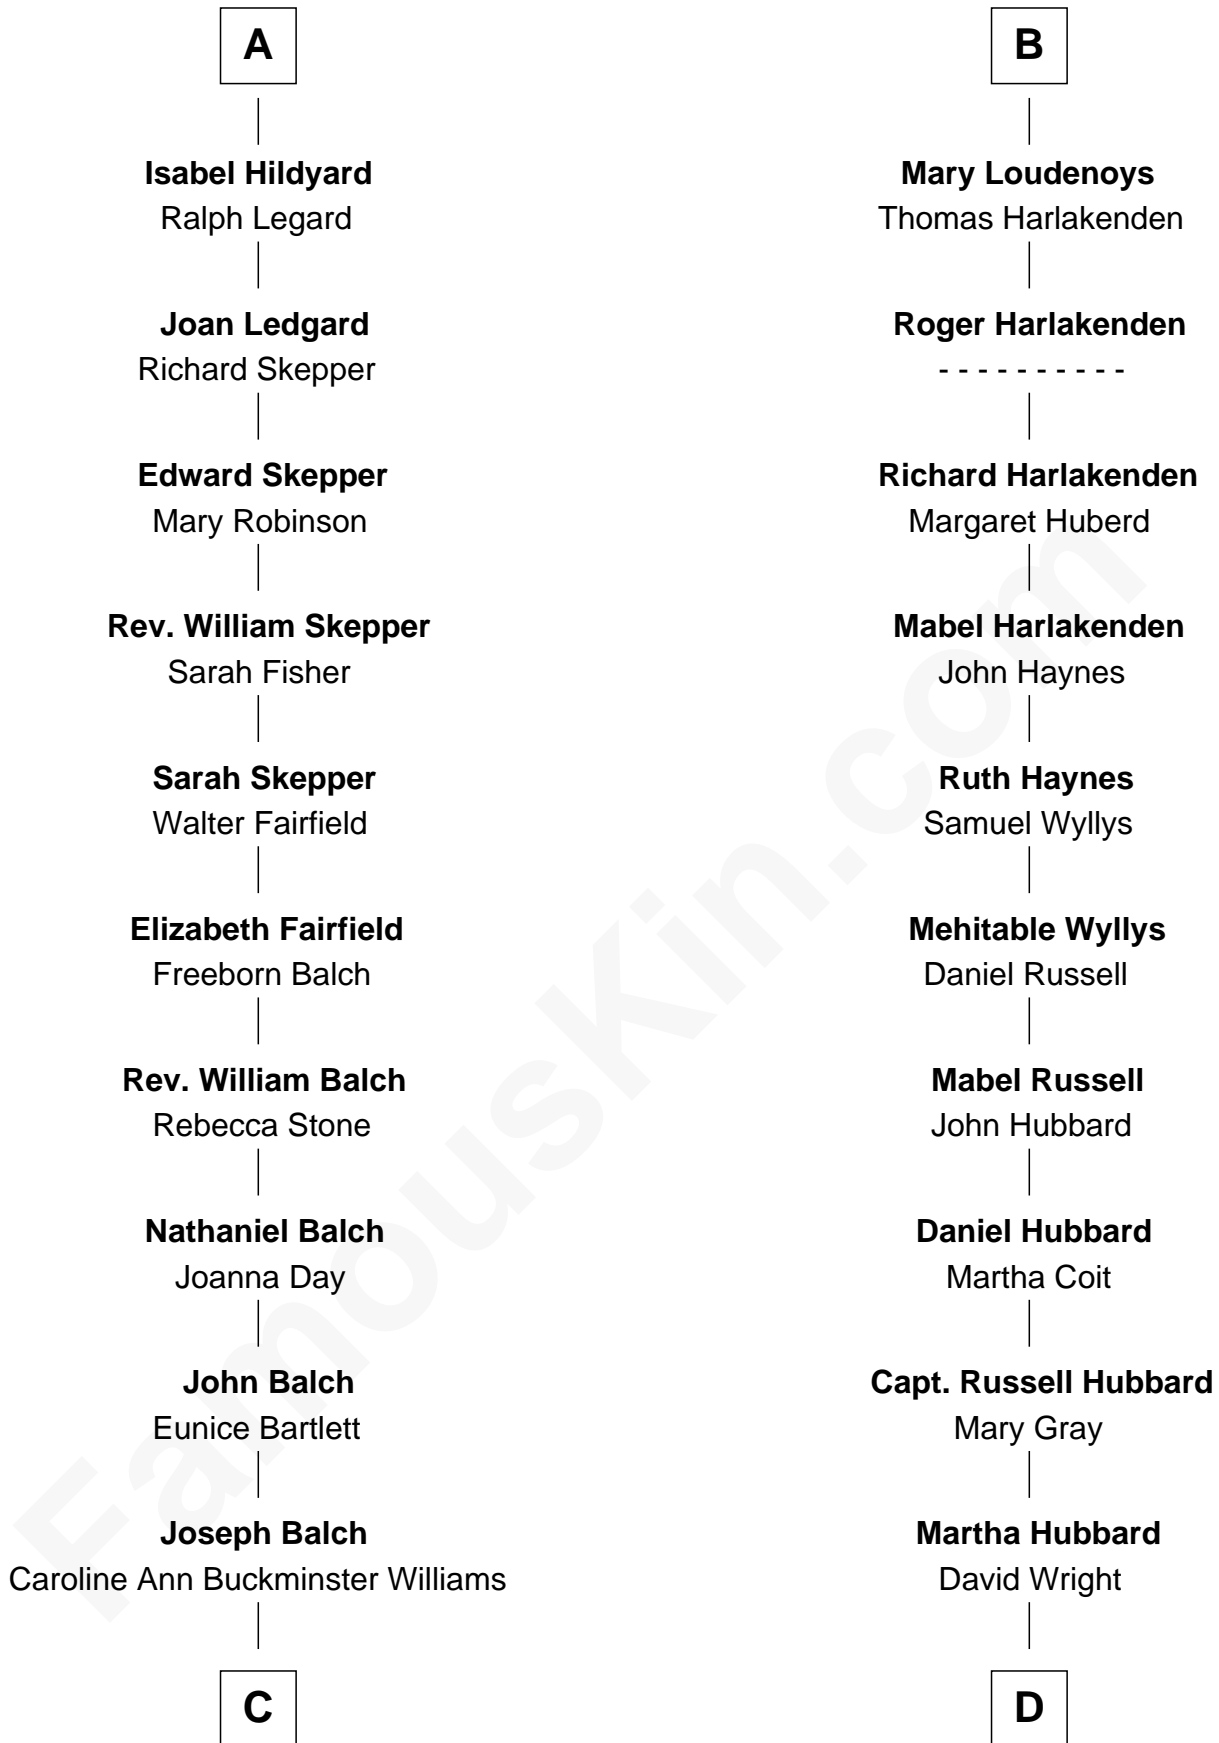 A
Isabel Hildyard
Ralph Legard
Joan Ledgard
Richard Skepper
Edward Skepper
Mary Robinson
Rev. William Skepper
Sarah Fisher
Sarah Skepper
Walter Fairfield
Elizabeth Fairfield
Freeborn Balch
Rev. William Balch
Rebecca Stone
Nathaniel Balch
Joanna Day
John Balch
Eunice Bartlett
Joseph Balch
Caroline Ann Buckminster Williams
C
B
Mary Loudenoys
Thomas Harlakenden
Roger Harlakenden
- - - - - - - - - -
Richard Harlakenden
Margaret Huberd
Mabel Harlakenden
John Haynes
Ruth Haynes
Samuel Wyllys
Mehitable Wyllys
Daniel Russell
Mabel Russell
John Hubbard
Daniel Hubbard
Martha Coit
Capt. Russell Hubbard
Mary Gray
Martha Hubbard
David Wright
D
FamousKin.com